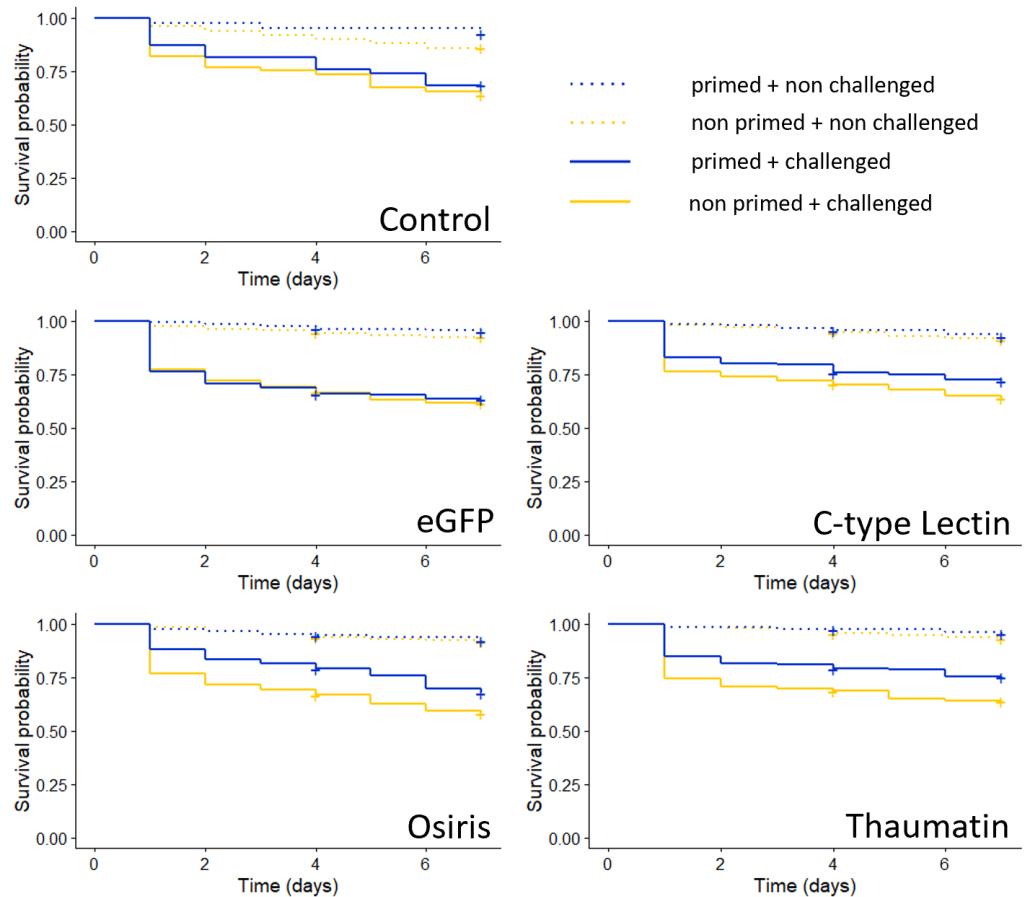 Survival probability
1.00
0.75
0.50
0.25
0.00
Control
0 2 4 6
Time (days)
primed + non challenged
non primed + non challenged
primed + challenged
non primed + challenged
Survival probability
1.00
0.75
0.50
0.25
0.00
eGFP
0 2 4 6
Time (days)
Survival probability
1.00
0.75
0.50
0.25
0.00
C-type Lectin
0 2 4 6
Time (days)
Survival probability
1.00
0.75
0.50
0.25
0.00
Osiris
0 2 4 6
Time (days)
Survival probability
1.00
0.75
0.50
0.25
0.00
Thaumatin
0 2 4 6
Time (days)